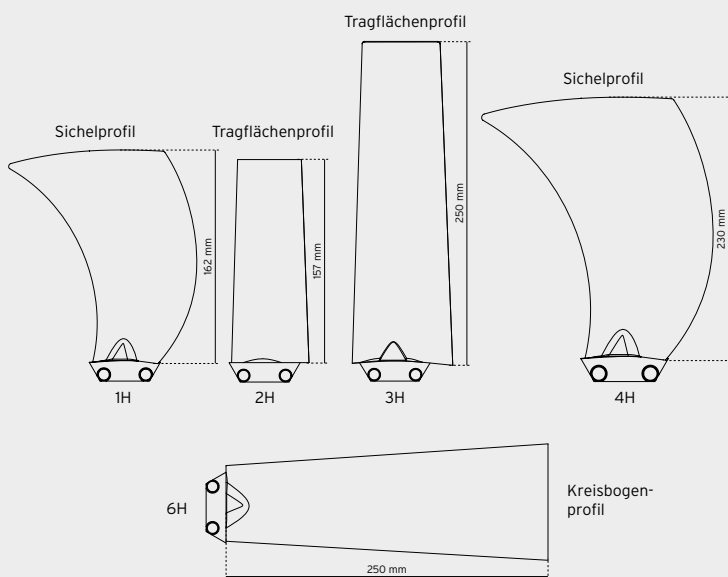 Tragflächenprofil
Sichelprofil
Sichelprofil
Tragflächenprofil
162 mm
157 mm
250 mm
230 mm
1H
2H
3H
4H
6H
Kreisbogen-
profil
250 mm